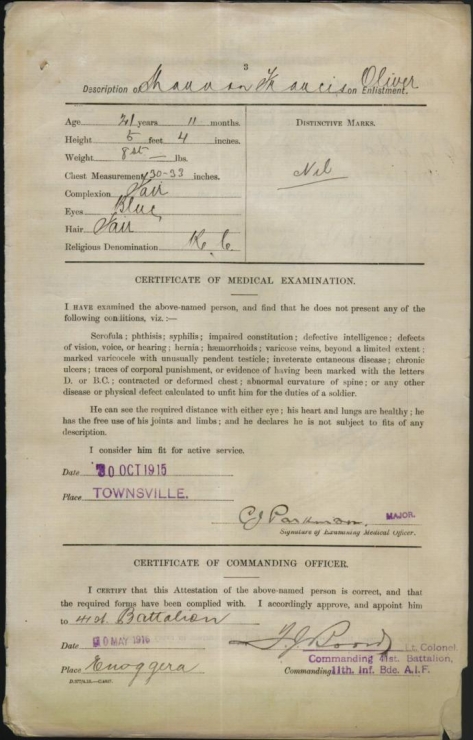 3
Description of Shannon Francis Oliver on Enlistment.
Age 21 years 11 months.
Height 5 feet 4 inches.
Weight 8 st — lbs.
Chest Measurement 30-33 inches.
Complexion Fair
Eyes Blue
Hair Fair
Religious Denomination R. C.
Distinctive Marks.
Nil
CERTIFICATE OF MEDICAL EXAMINATION.
I have examined the above-named person, and find that he does not present any of the
following conditions, viz.:—
Scrofula; phthisis; syphilis; impaired constitution; defective intelligence; defects
of vision, voice, or hearing; hernia; hæmorrhoids; varicose veins, beyond a limited extent;
marked varicocele with unusually pendent testicle; inveterate cutaneous disease; chronic
ulcers; traces of corporal punishment, or evidence of having been marked with the letters
D. or B.C.; contracted or deformed chest; abnormal curvature of spine; or any other
disease or physical defect calculated to unfit him for the duties of a soldier.
He can see the required distance with either eye; his heart and lungs are healthy; he
has the free use of his joints and limbs; and he declares he is not subject to fits of any
description.
I consider him fit for active service.
Date 30 OCT 1915
Place TOWNSVILLE.
C J Parkinson. MAJOR.
Signature of Examining Medical Officer.
CERTIFICATE OF COMMANDING OFFICER.
I certify that this Attestation of the above-named person is correct, and that
the required forms have been complied with. I accordingly approve, and appoint him
to 41st. Battalion
Date MAY 1916
Lt. Colonel.
Place Enoggera
Commanding 41st. Battalion,
Commanding 11th. Inf. Bde. A.I.F.